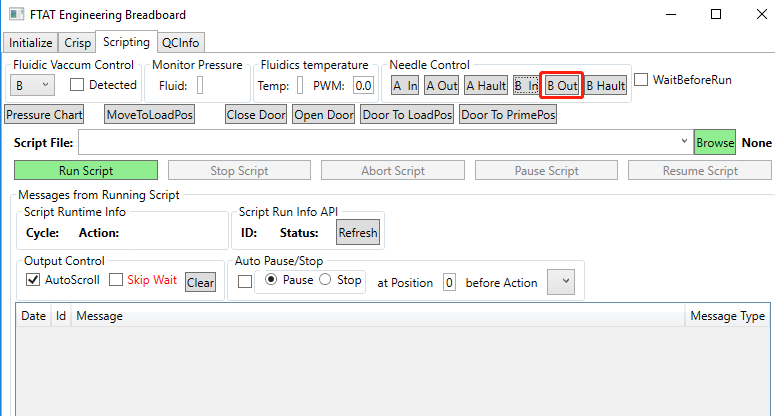 FTAT Engineering Breadboard
Initialize Crisp Scripting QCInfo
Fluidic Vaccum Control Monitor Pressure Fluidics temperature Needle Control
B Detected Fluid: Temp: PWM: 0.0 A In A Out A Hault B In B Out B Hault WaitBeforeRun
Pressure Chart MoveToLoadPos Close Door Open Door Door To LoadPos Door To PrimePos
Script File: Browse None
Run Script Stop Script Abort Script Pause Script Resume Script
Messages from Running Script
Script Runtime Info Script Run Info API
Cycle: Action: ID: Status: Refresh
Output Control Auto Pause/Stop
AutoScroll Skip Wait Clear Pause Stop at Position 0 before Action
Date Id Message Message Type